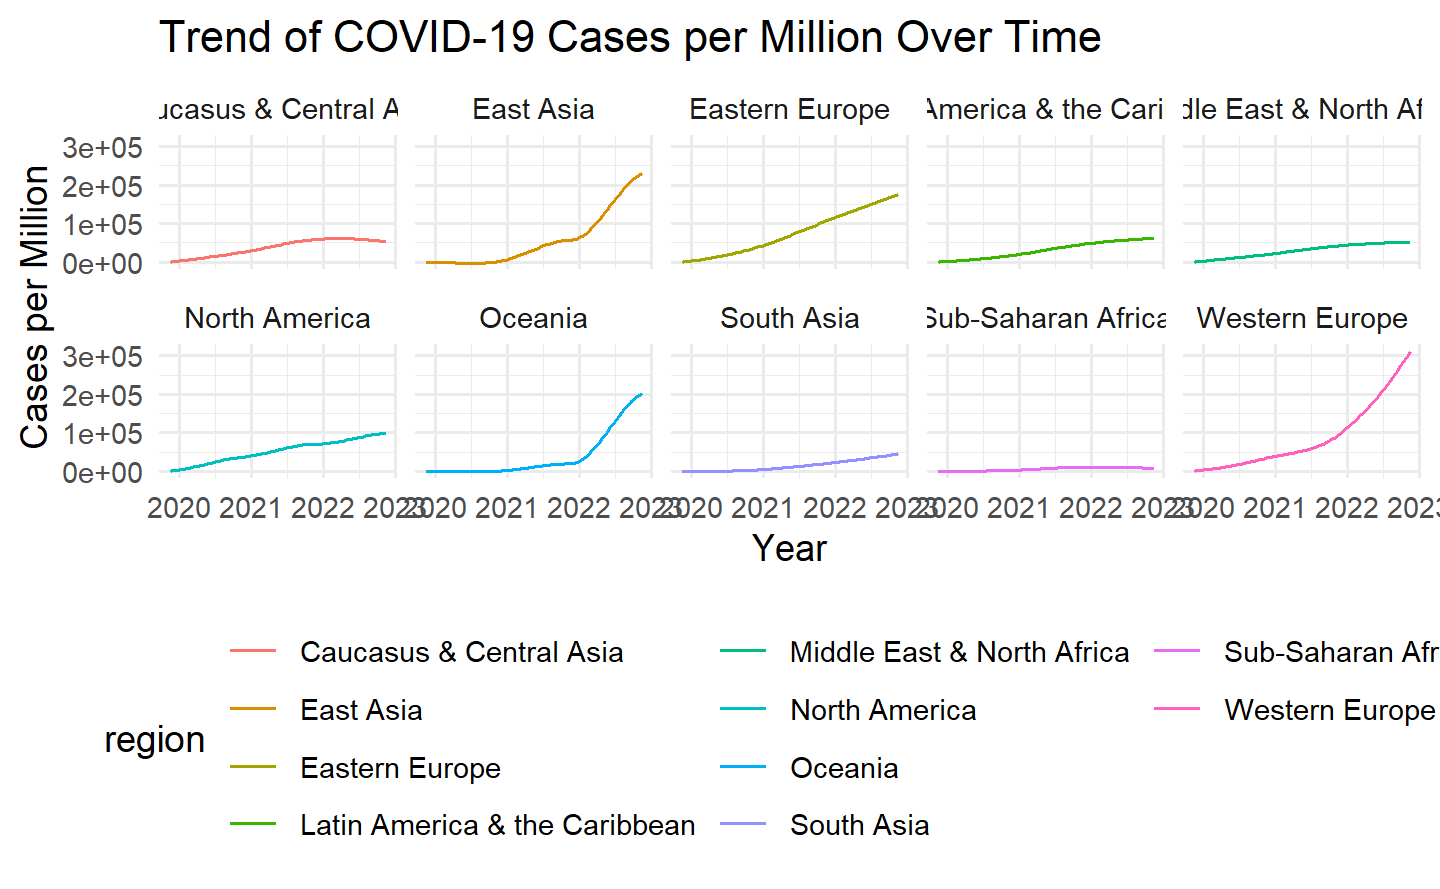 Trend of COVID-19 Cases per Million Over Time
ucasus & Central A
East Asia
Eastern Europe
America & the Cari
dle East & North Af
3e+05
2e+05
1e+05
0e+00
Cases per Million
North America
Oceania
South Asia
Sub-Saharan Africa
Western Europe
3e+05
2e+05
1e+05
0e+00
2020 2021 2022 2023
2020 2021 2022 2023
2020 2021 2022 2023
2020 2021 2022 2023
2020 2021 2022 2023
Year
region
Caucasus & Central Asia
East Asia
Eastern Europe
Latin America & the Caribbean
Middle East & North Africa
North America
Oceania
South Asia
Sub-Saharan Afr
Western Europe